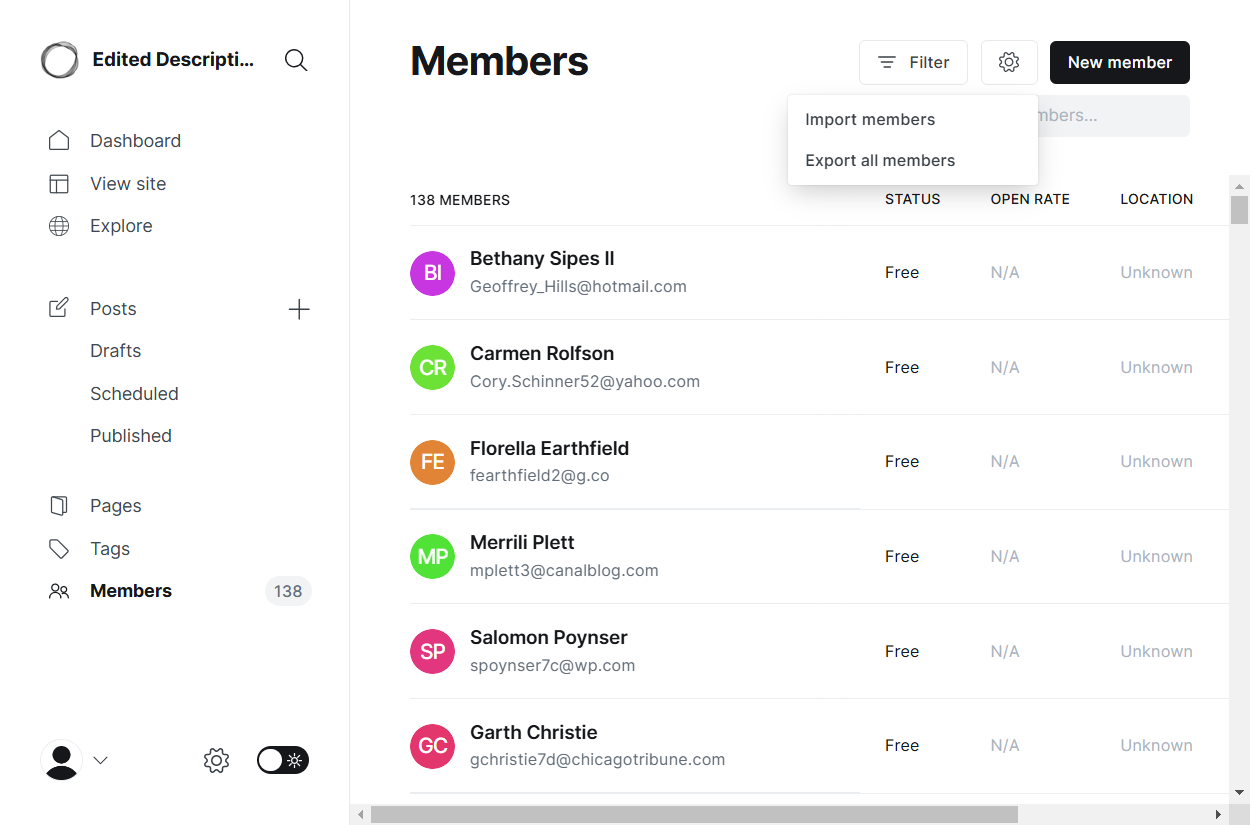 Edited Descripti...
Dashboard
View site
Explore
Posts
Drafts
Scheduled
Published
Pages
Tags
Members
138
Members
Filter
New member
Import members
Export all members
138 MEMBERS
STATUS
OPEN RATE
LOCATION
BI
Bethany Sipes II
Geoffrey_Hills@hotmail.com
Free
N/A
Unknown
CR
Carmen Rolfson
Cory.Schinner52@yahoo.com
Free
N/A
Unknown
FE
Florella Earthfield
fearthfield2@g.co
Free
N/A
Unknown
MP
Merrili Plett
mplett3@canalblog.com
Free
N/A
Unknown
SP
Salomon Poynser
spoynser7c@wp.com
Free
N/A
Unknown
GC
Garth Christie
gchristie7d@chicagotribune.com
Free
N/A
Unknown